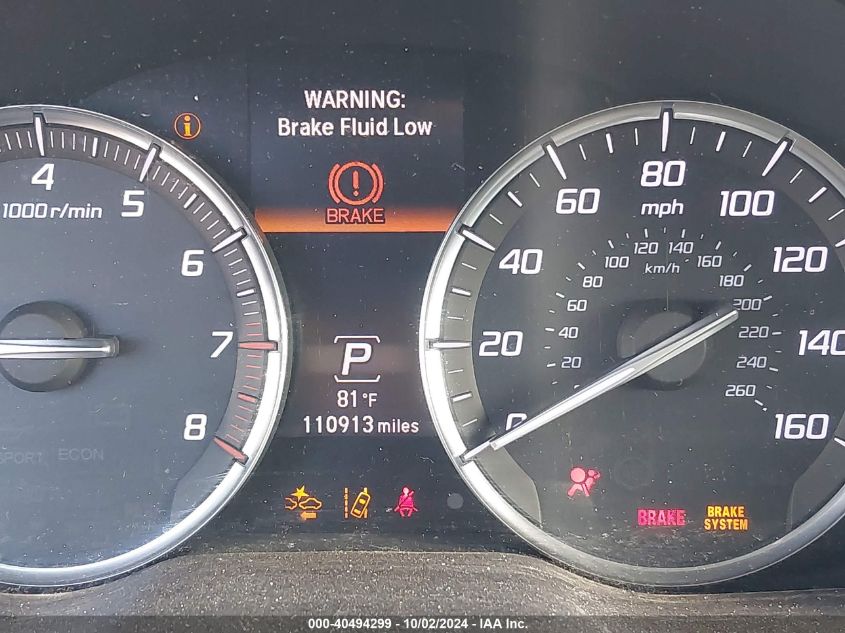 WARNING:
Brake Fluid Low
BRAKE
4
5
6
7
8
1000 r/min
P
81°F
110913 miles
SPORT ECON
0
20
40
60
80
100
120
140
160
mph
20
40
60
80
100
120
140
160
180
200
220
240
260
km/h
BRAKE
BRAKE
SYSTEM
000-40494299 - 10/02/2024 - IAA Inc.